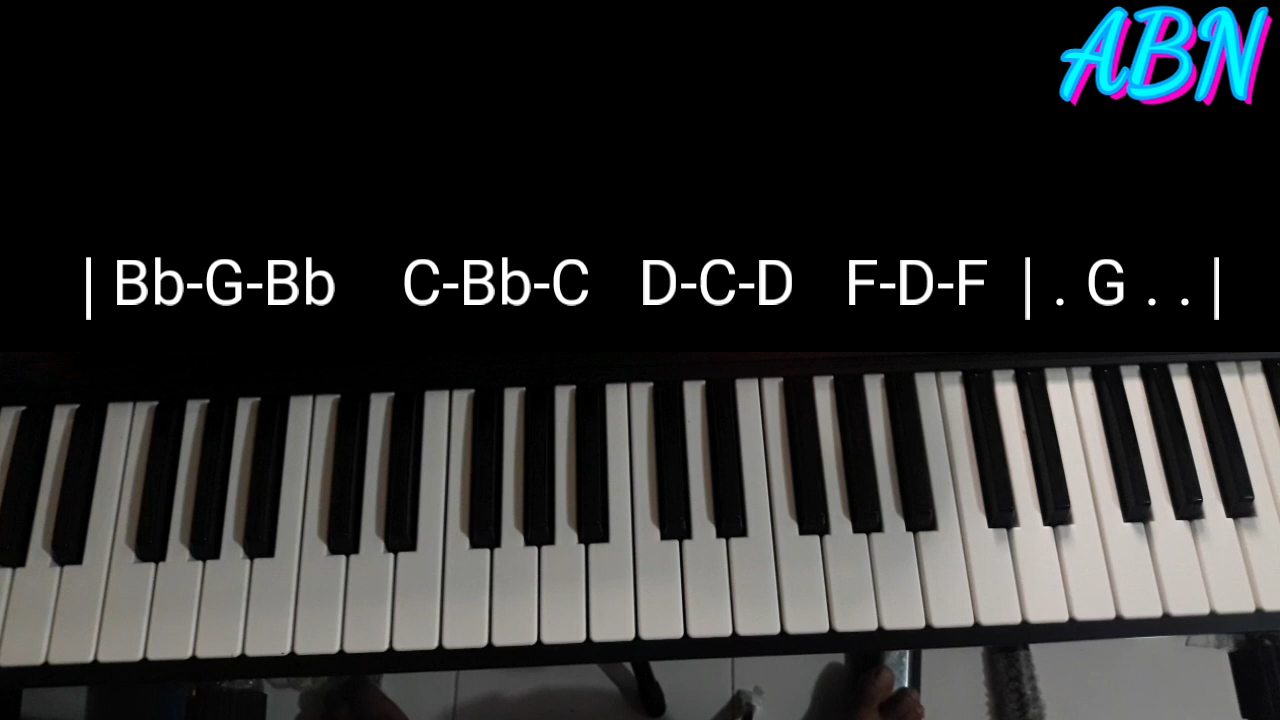 ABN
| Bb-G-Bb C-Bb-C D-C-D F-D-F | . G . . |